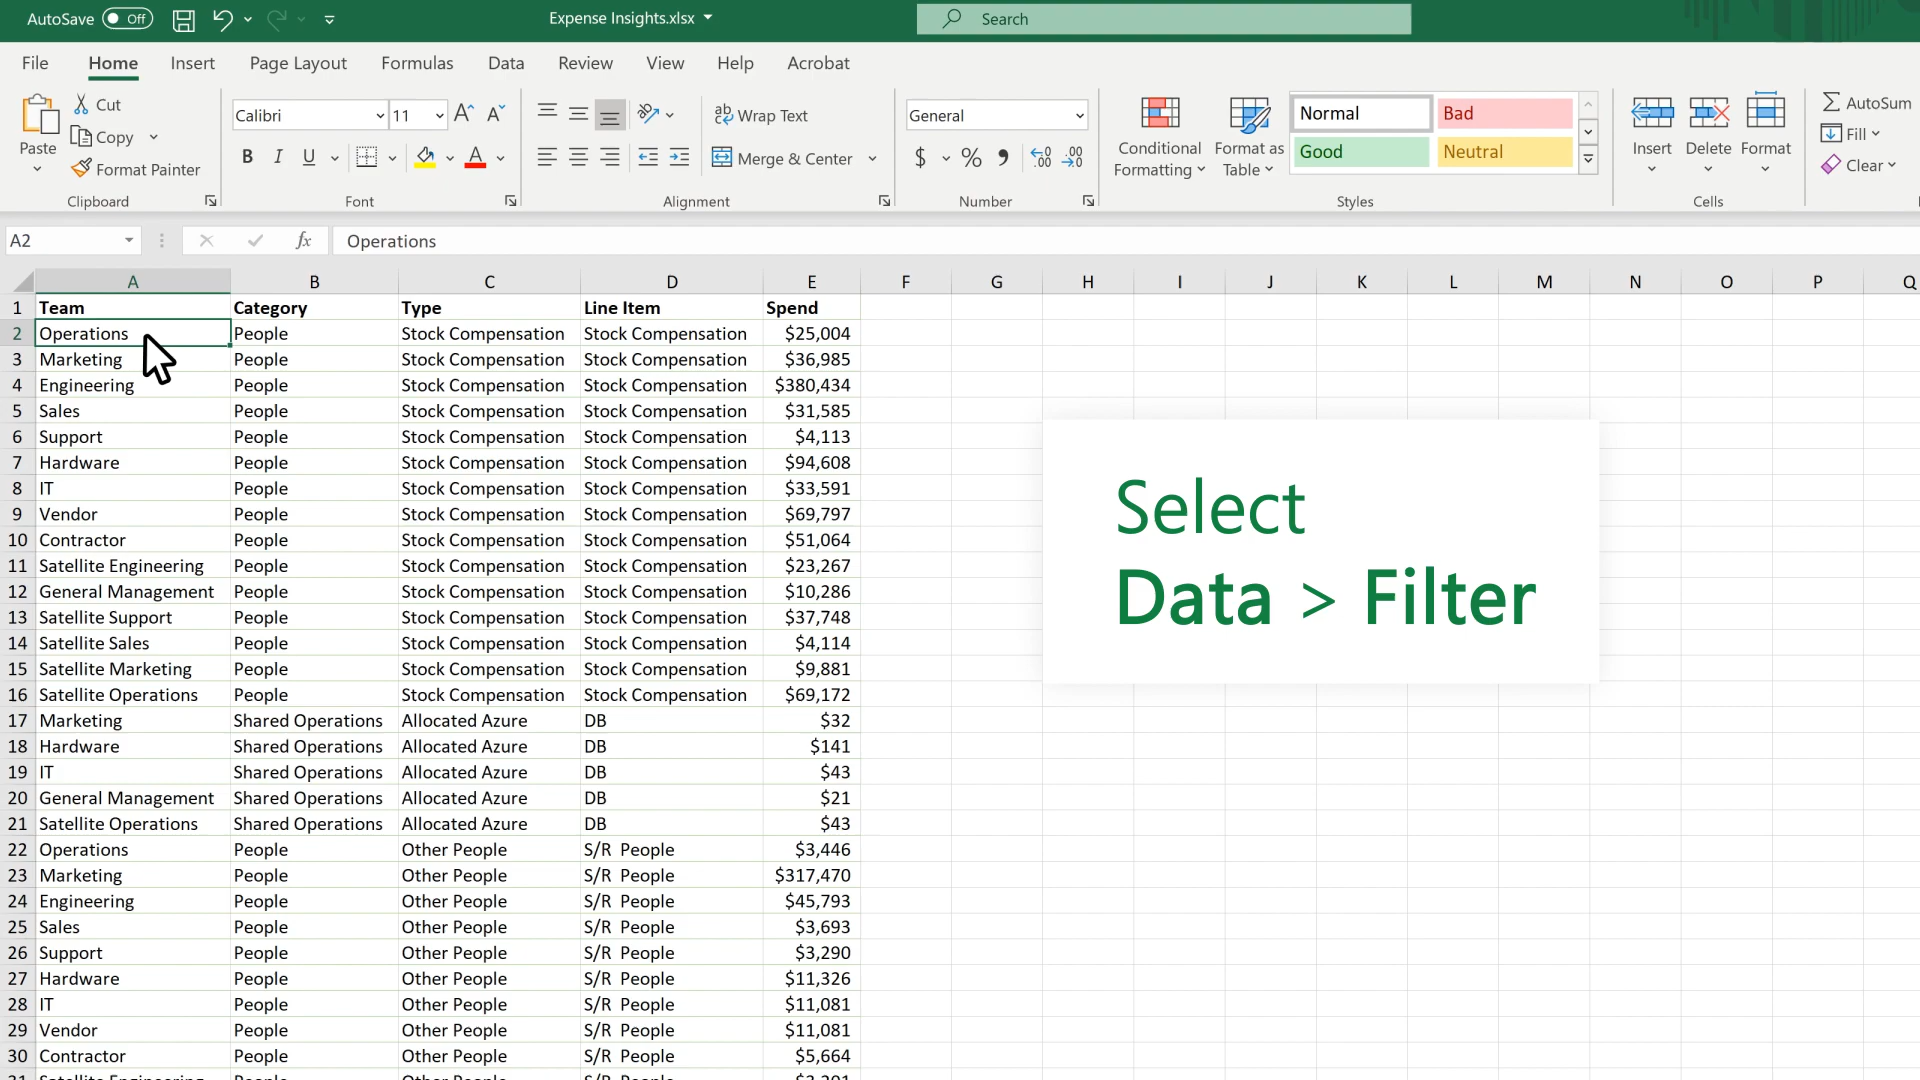 AutoSave Off Expense Insights.xlsx Search
File Home Insert Page Layout Formulas Data Review View Help Acrobat
Paste
Cut
Copy
Format Painter
Clipboard
Calibri 11
B I U A
Font
ab Wrap Text
Merge & Center
Alignment
General
$ % 9
Number
Conditional Formatting
Format as Table
Normal Bad
Good Neutral
Styles
Insert Delete Format
Cells
AutoSum
Fill
Clear
A2 fx Operations
A B C D E F G H I J K L M N O P Q
1 Team Category Type Line Item Spend
2 Operations People Stock Compensation Stock Compensation $25,004
3 Marketing People Stock Compensation Stock Compensation $36,985
4 Engineering People Stock Compensation Stock Compensation $380,434
5 Sales People Stock Compensation Stock Compensation $31,585
6 Support People Stock Compensation Stock Compensation $4,113
7 Hardware People Stock Compensation Stock Compensation $94,608
8 IT People Stock Compensation Stock Compensation $33,591
9 Vendor People Stock Compensation Stock Compensation $69,797
10 Contractor People Stock Compensation Stock Compensation $51,064
11 Satellite Engineering People Stock Compensation Stock Compensation $23,267
12 General Management People Stock Compensation Stock Compensation $10,286
13 Satellite Support People Stock Compensation Stock Compensation $37,748
14 Satellite Sales People Stock Compensation Stock Compensation $4,114
15 Satellite Marketing People Stock Compensation Stock Compensation $9,881
16 Satellite Operations People Stock Compensation Stock Compensation $69,172
17 Marketing Shared Operations Allocated Azure DB $32
18 Hardware Shared Operations Allocated Azure DB $141
19 IT Shared Operations Allocated Azure DB $43
20 General Management Shared Operations Allocated Azure DB $21
21 Satellite Operations Shared Operations Allocated Azure DB $43
22 Operations People Other People S/R People $3,446
23 Marketing People Other People S/R People $317,470
24 Engineering People Other People S/R People $45,793
25 Sales People Other People S/R People $3,693
26 Support People Other People S/R People $3,290
27 Hardware People Other People S/R People $11,326
28 IT People Other People S/R People $11,081
29 Vendor People Other People S/R People $11,081
30 Contractor People Other People S/R People $5,664
Select
Data > Filter